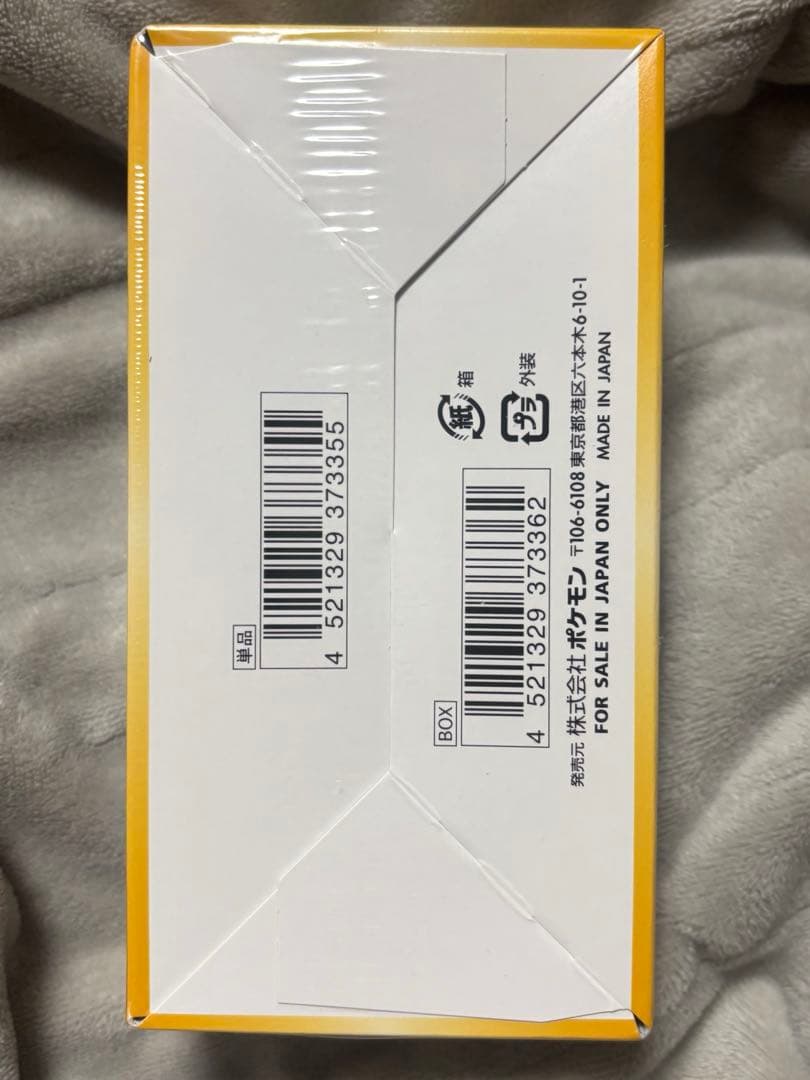 単品
4 521329 373355
BOX
4 521329 373362
紙 箱
プラ 外装
発売元 株式会社 ポケモン 〒106-6108 東京都港区六本木6-10-1
FOR SALE IN JAPAN ONLY MADE IN JAPAN